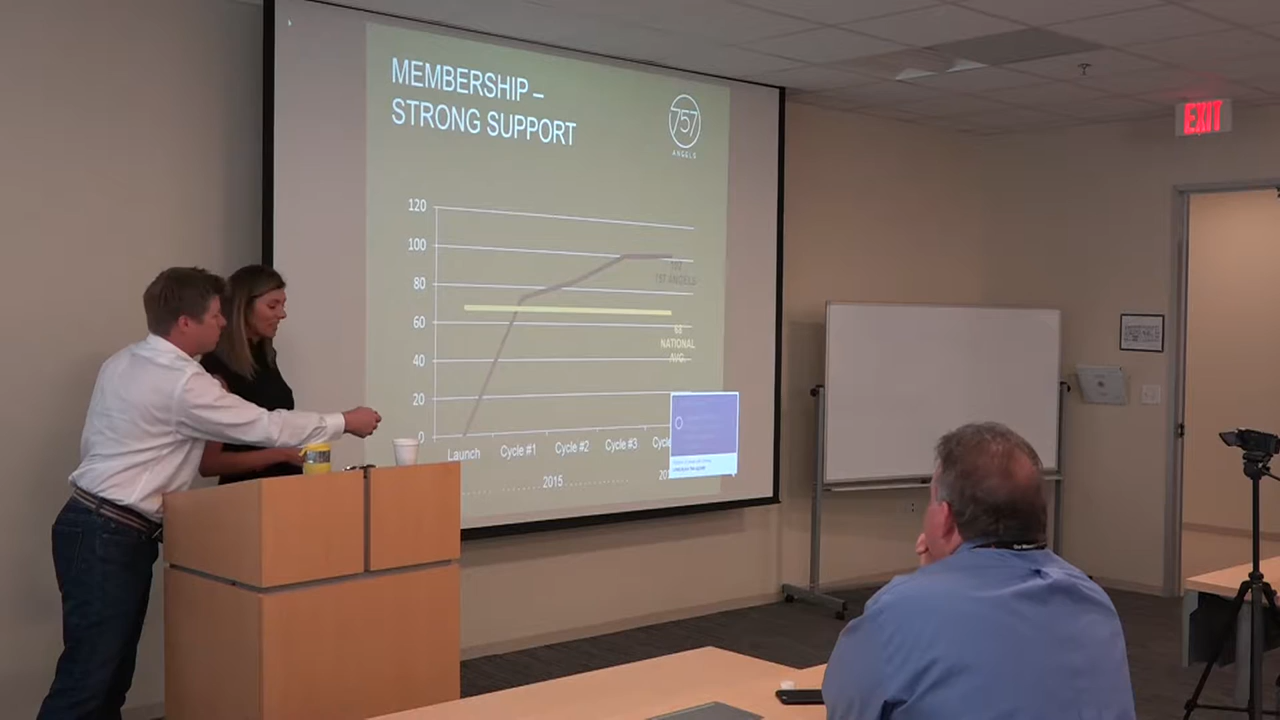 MEMBERSHIP –
STRONG SUPPORT
757
ANGELS
120
100
80
60
40
20
0
757 ANGELS
68
NATIONAL
AVG.
Launch
Cycle #1
Cycle #2
Cycle #3
2015
EXIT